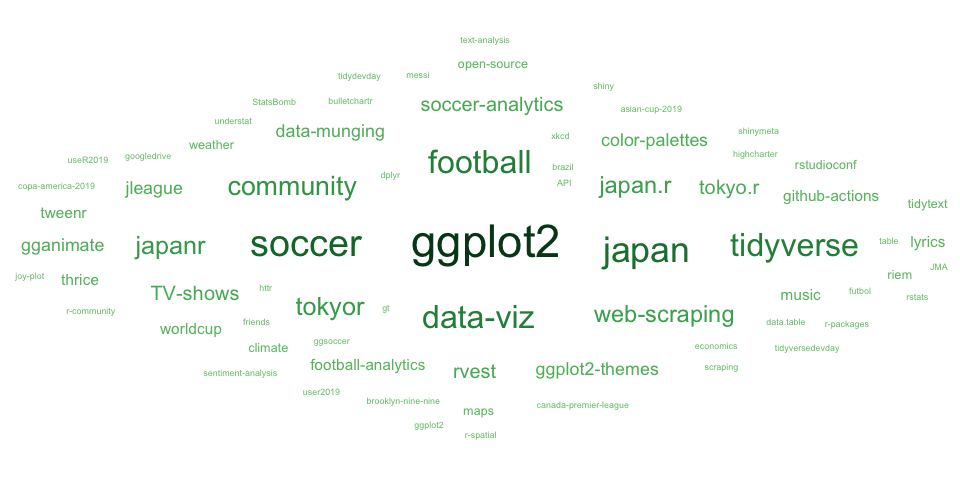 text-analysis
open-source
tidydevday
messi
shiny
StatsBomb
bulletchartr
soccer-analytics
asian-cup-2019
understat
data-munging
xkcd
color-palettes
shinymeta
weather
useR2019
googledrive
football
brazil
highcharter
rstudioconf
copa-america-2019
jleague
community
dplyr
API
japan.r
tokyo.r
github-actions
tweenr
tidytext
gganimate
japanr
soccer
ggplot2
japan
tidyverse
table
lyrics
joy-plot
thrice
TV-shows
httr
riem
JMA
r-community
tokyor
gt
data-viz
web-scraping
music
futbol
rstats
worldcup
friends
data.table
r-packages
climate
ggsoccer
economics
tidyversedevday
sentiment-analysis
football-analytics
rvest
ggplot2-themes
scraping
user2019
brooklyn-nine-nine
maps
canada-premier-league
ggplot2
r-spatial